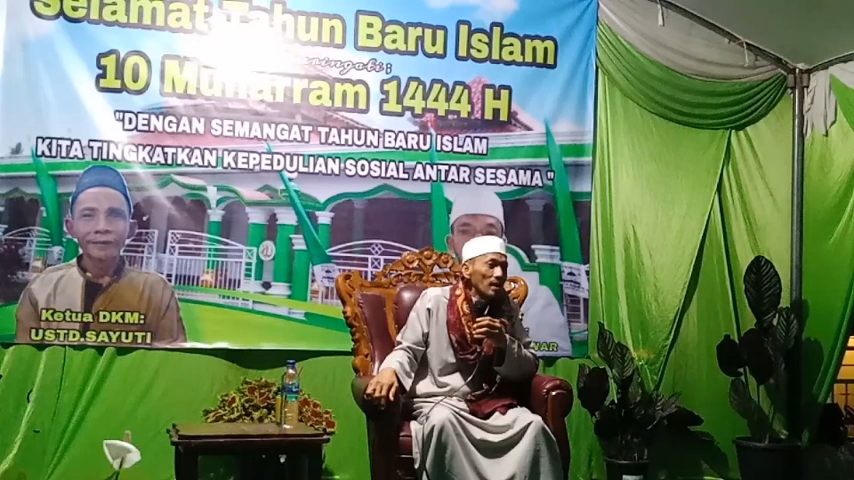 Selamat Tahun Baru Islam
10 Muharram 1444 H
"DENGAN SEMANGAT TAHUN BARU ISLAM
KITA TINGKATKAN KEPEDULIAN SOSIAL ANTAR SESAMA"
Ketua DKM:
USTD.SAYUTI